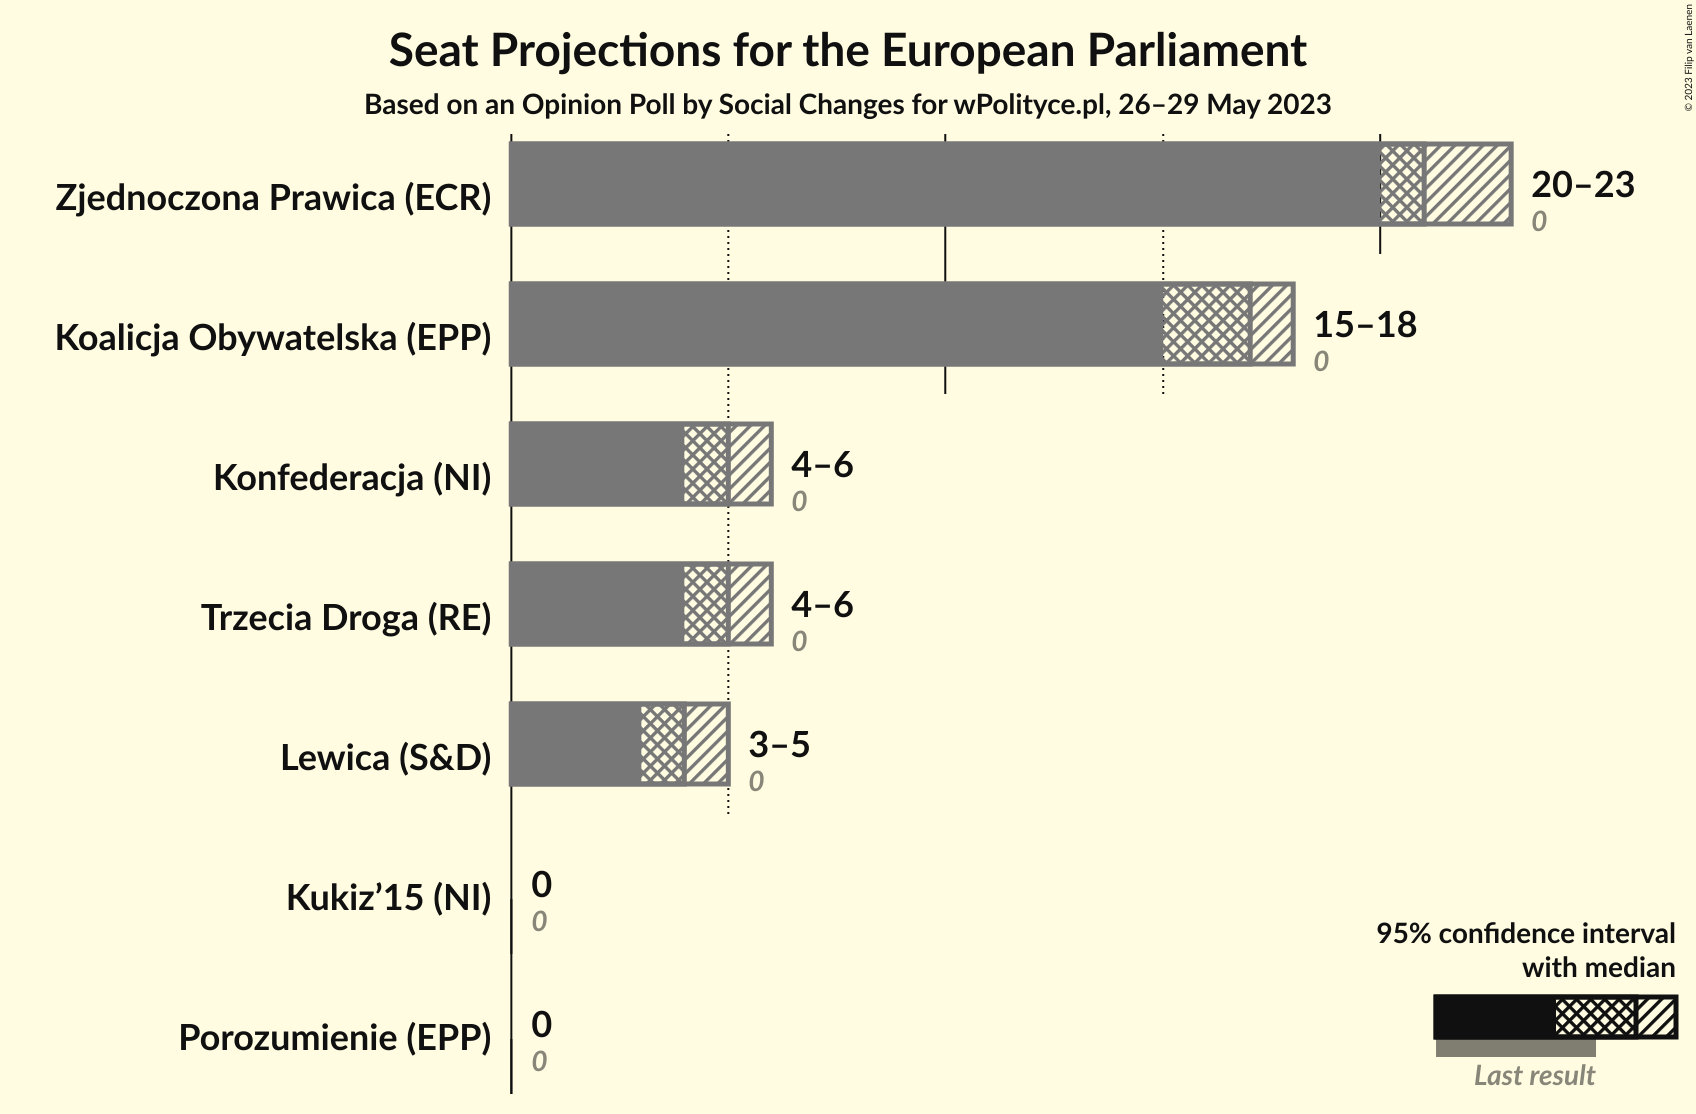 Seat Projections for the European Parliament
Based on an Opinion Poll by Social Changes for wPolityce.pl, 26–29 May 2023
© 2023 Filip van Laenen
Zjednoczona Prawica (ECR)
20–23
0
Koalicja Obywatelska (EPP)
15–18
0
Konfederacja (NI)
4–6
0
Trzecia Droga (RE)
4–6
0
Lewica (S&D)
3–5
0
Kukiz’15 (NI)
0
0
Porozumienie (EPP)
0
0
95% confidence interval
with median
Last result